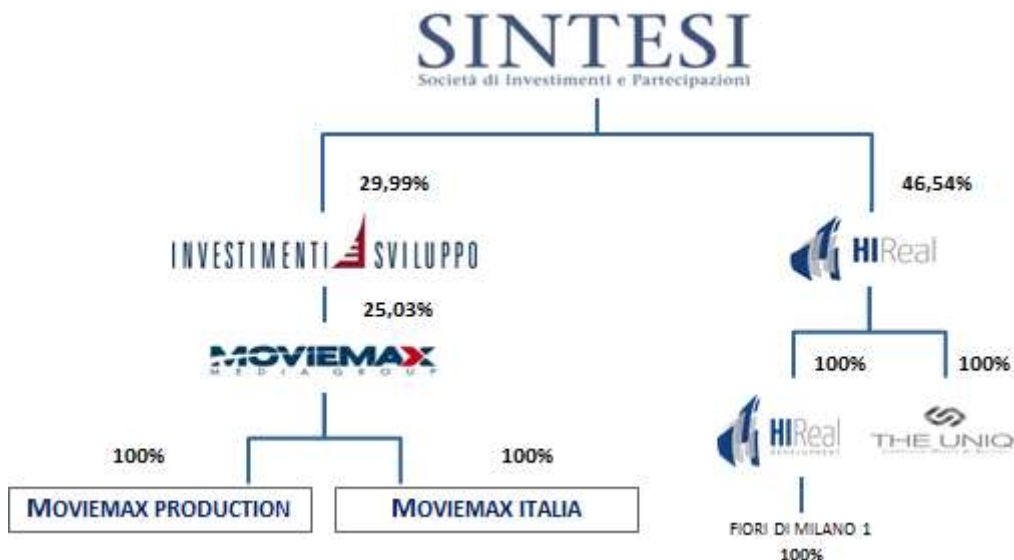 SINTESI
Società di Investimenti e Partecipazioni
29,99%
46,54%
INVESTIMENTI SVILUPPO
HIReal
25,03%
MOVIEMAX
MEDIA GROUP
100%
100%
HIReal
DEVELOPMENT
THE UNIQ
100%
100%
MOVIEMAX PRODUCTION
MOVIEMAX ITALIA
FIORI DI MILANO 1
100%